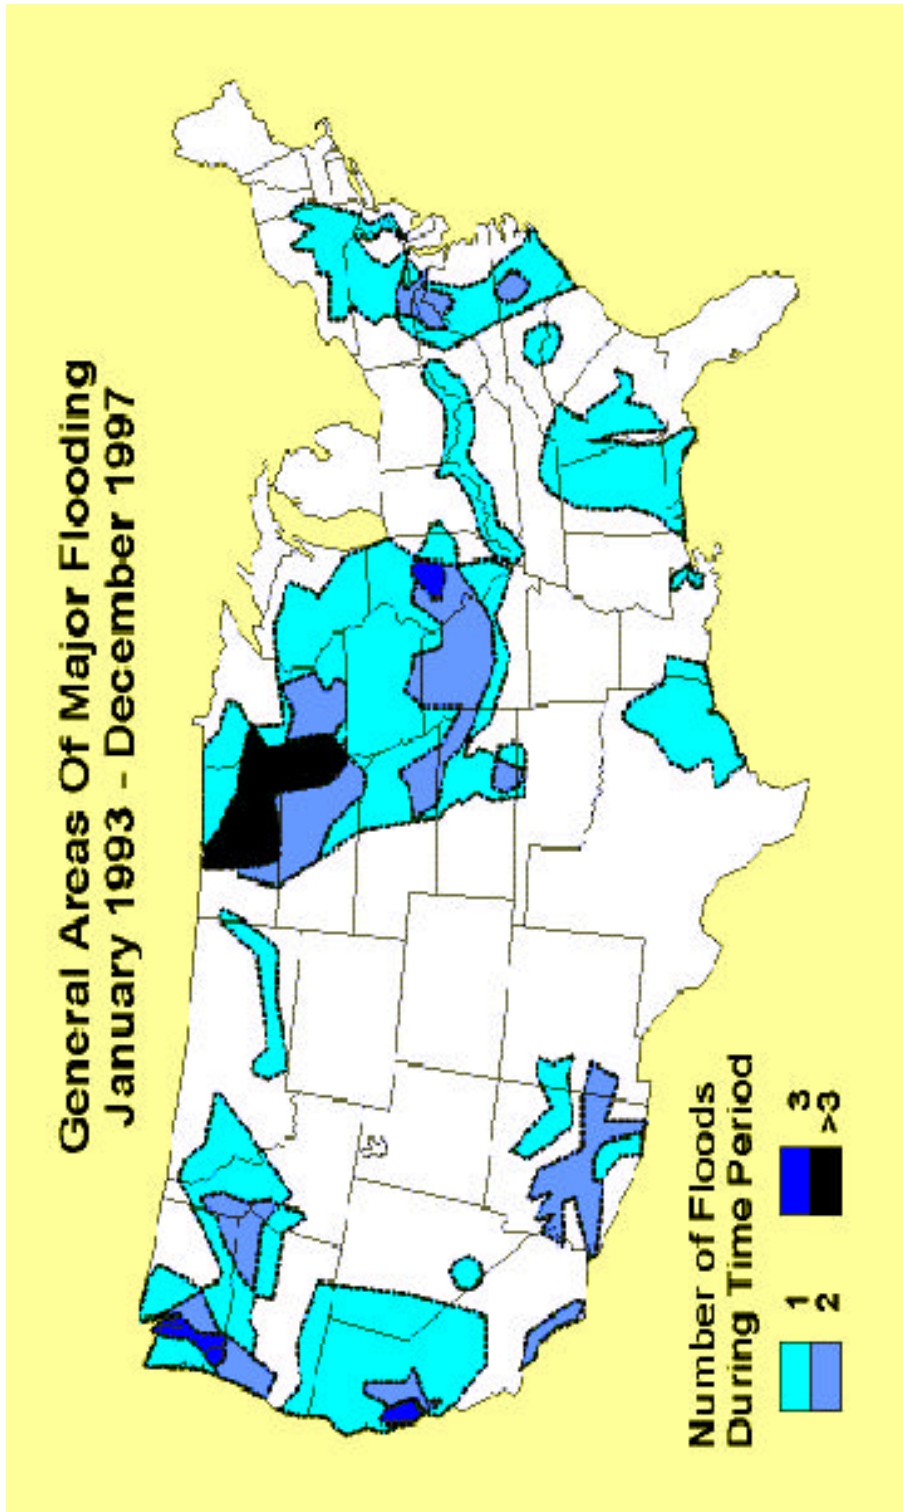 General Areas Of Major Flooding
January 1993 - December 1997
Number of Floods
During Time Period
1
3
2
>3